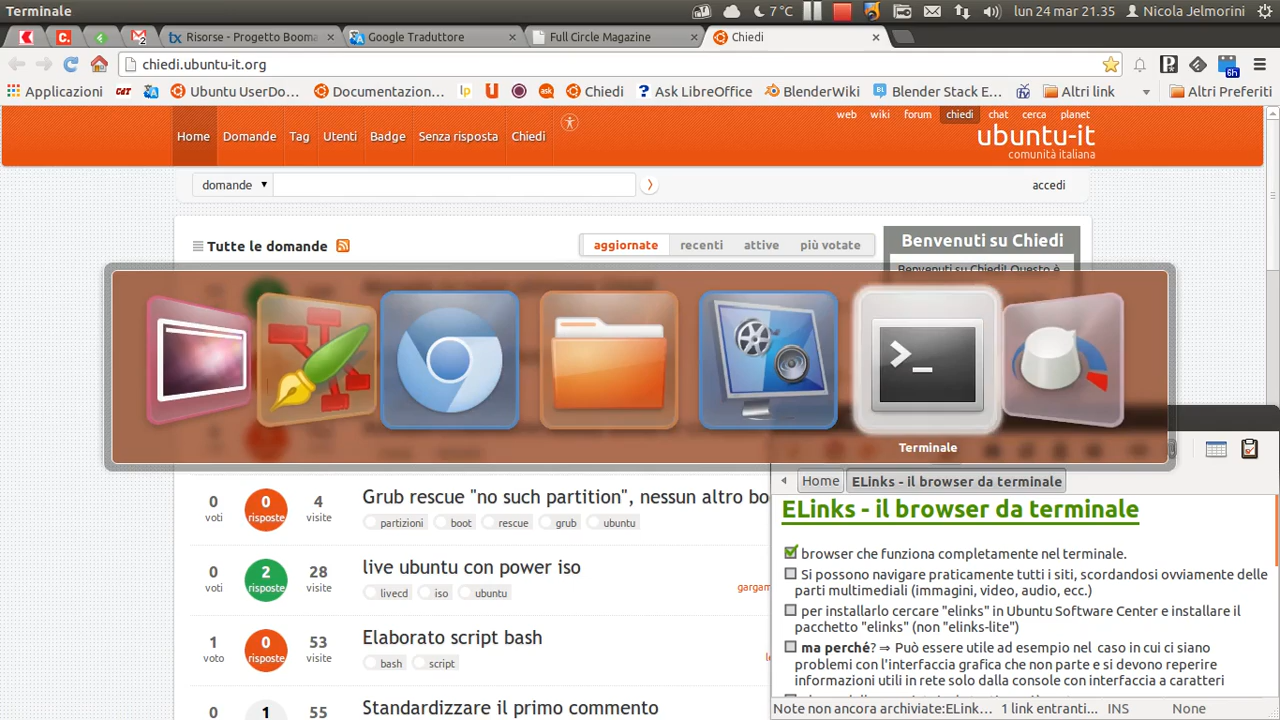 Terminale
7 °C
lun 24 mar 21.35
Nicola Jelmorini
2
Risorse - Progetto Booma
Google Traduttore
Full Circle Magazine
Chiedi
chiedi.ubuntu-it.org
6h
Applicazioni
CAT
Ubuntu UserDo...
Documentazion...
lp
U
ask
Chiedi
Ask LibreOffice
BlenderWiki
Blender Stack E...
Altri link
Altri Preferiti
web
wiki
forum
chiedi
chat
cerca
planet
Home
Domande
Tag
Utenti
Badge
Senza risposta
Chiedi
ubuntu-it
comunità italiana
domande
accedi
Tutte le domande
aggiornate
recenti
attive
più votate
Benvenuti su Chiedi
Benvenuti su Chiedi! Questo è
Terminale
Home
ELinks - il browser da terminale
ELinks - il browser da terminale
browser che funziona completamente nel terminale.
Si possono navigare praticamente tutti i siti, scordandosi ovviamente delle
parti multimediali (immagini, video, audio, ecc.)
per installarlo cercare "elinks" in Ubuntu Software Center e installare il
pacchetto "elinks" (non "elinks-lite")
ma perché? ⇒ Può essere utile ad esempio nel caso in cui ci siano
problemi con l'interfaccia grafica che non parte e si devono reperire
informazioni utili in rete solo dalla console con interfaccia a caratteri
Note non ancora archiviate:ELink...
1 link entranti...
INS
None
0
voti
0
risposte
4
visite
Grub rescue "no such partition", nessun altro bo
partizioni
boot
rescue
grub
ubuntu
0
voti
2
risposte
28
visite
live ubuntu con power iso
livecd
iso
ubuntu
gargam
1
voto
0
risposte
53
visite
Elaborato script bash
bash
script
0
1
55
Standardizzare il primo commento